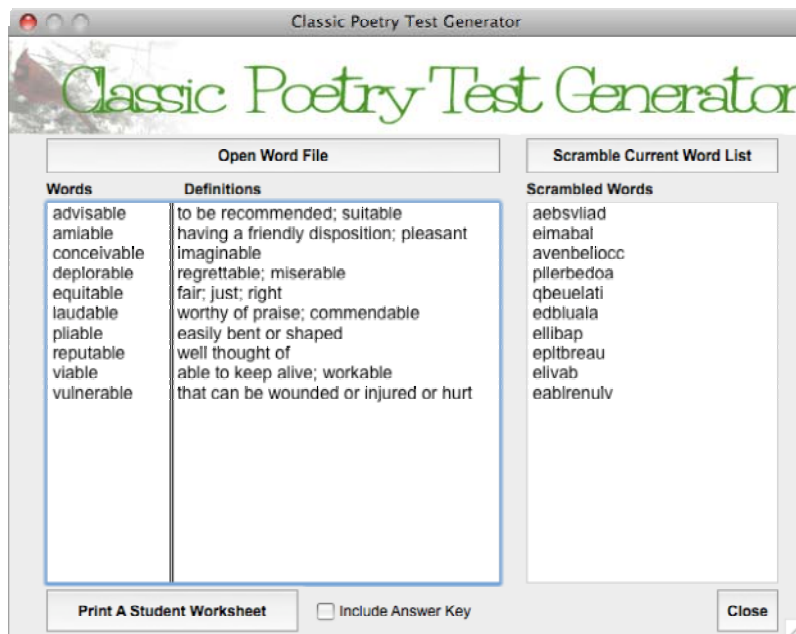 Classic Poetry Test Generator
Classic Poetry Test Generator
Open Word File
Scramble Current Word List
Words Definitions
Scrambled Words
advisable to be recommended; suitable
amiable having a friendly disposition; pleasant
conceivable imaginable
deplorable regrettable; miserable
equitable fair; just; right
laudable worthy of praise; commendable
pliable easily bent or shaped
reputable well thought of
viable able to keep alive; workable
vulnerable that can be wounded or injured or hurt
aebsvliad
eimabal
avenbeliocc
pllerbedoa
qbeuelati
edbluala
ellibap
epltbreau
elivab
eablrenulv
Print A Student Worksheet
Include Answer Key
Close